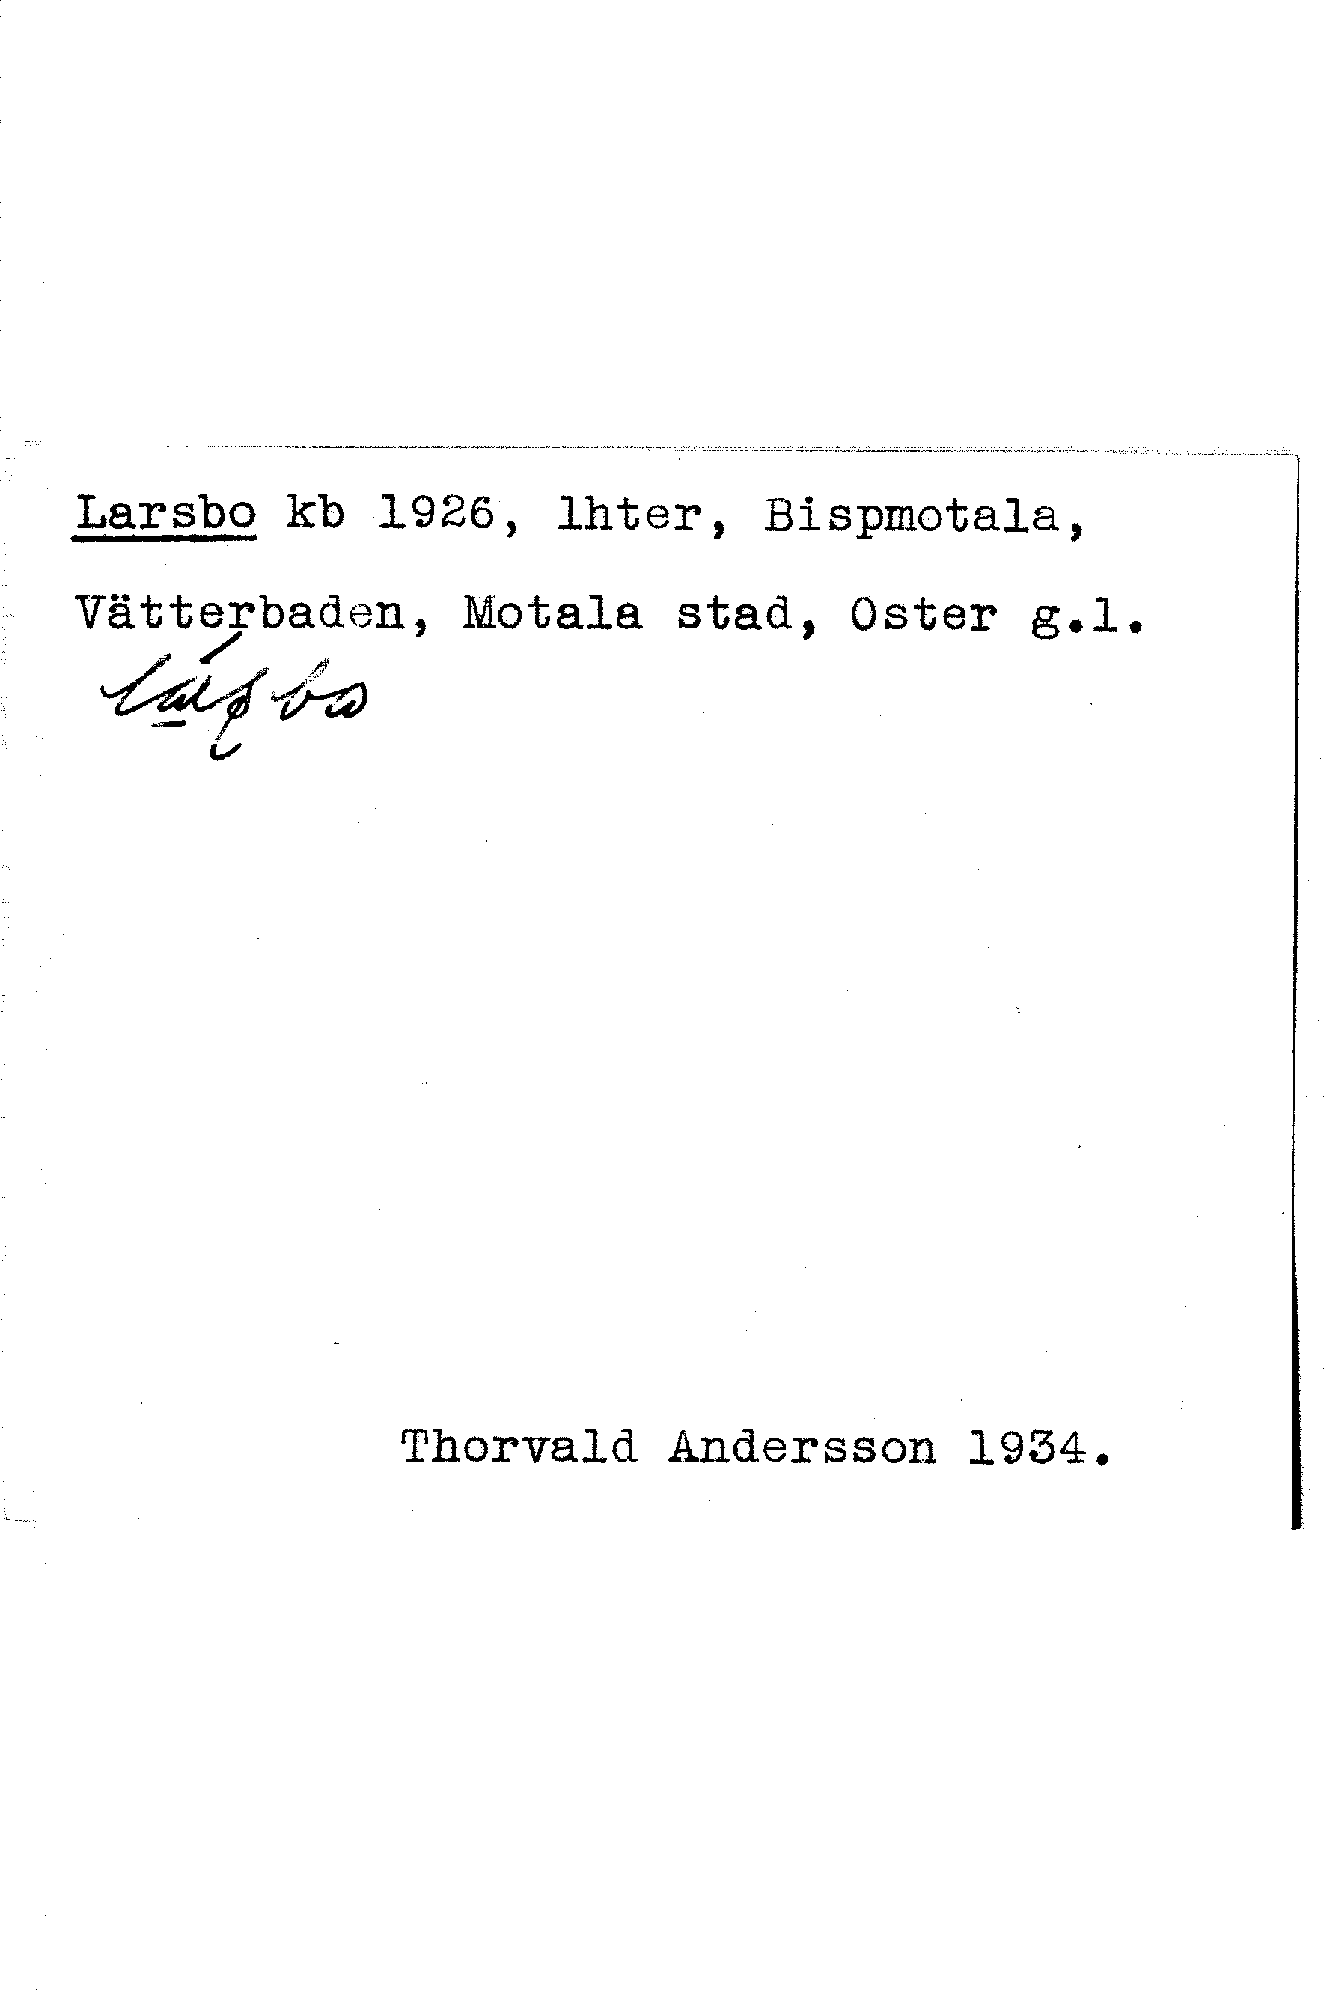 Larsbo kb 1926, lhter, Bispmotala,
Vätterbaden, Motala stad, Oster g.l.
Thorvald Andersson 1934.